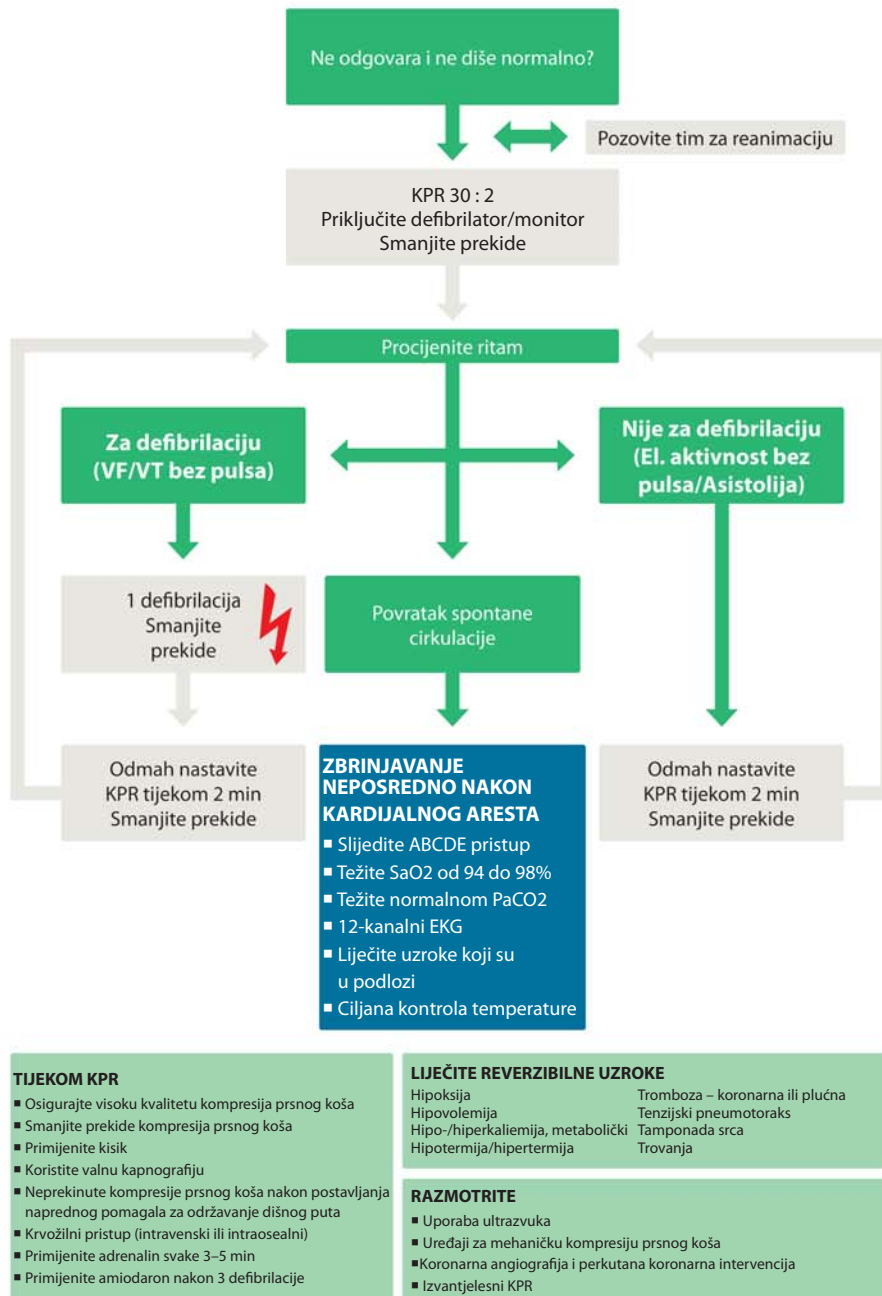 Ne odgovara i ne diše normalno?
Pozovite tim za reanimaciju
KPR 30 : 2
Priključite defibrilator/monitor
Smanjite prekide
Procijenite ritam
Za defibrilaciju
(VF/VT bez pulsa)
Nije za defibrilaciju
(El. aktivnost bez
pulsa/Asistolija)
1 defibrilacija
Smanjite
prekide
Povratak spontane
cirkulacije
Odmah nastavite
KPR tijekom 2 min
Smanjite prekide
ZBRINJAVANJE
NEPOSREDNO NAKON
KARDIJALNOG ARESTA
▪ Slijedite ABCDE pristup
▪ Težite SaO2 od 94 do 98%
▪ Težite normalnom PaCO2
▪ 12-kanalni EKG
▪ Liječite uzroke koji su
u podlozi
▪ Ciljana kontrola temperature
Odmah nastavite
KPR tijekom 2 min
Smanjite prekide
TIJEKOM KPR
▪ Osigurajte visoku kvalitetu kompresija prsnog koša
▪ Smanjite prekide kompresija prsnog koša
▪ Primijenite kisik
▪ Koristite valnu kapnografiju
▪ Neprekinute kompresije prsnog koša nakon postavljanja
naprednog pomagala za održavanje dišnog puta
▪ Krvožilni pristup (intravenski ili intraosealni)
▪ Primijenite adrenalin svake 3–5 min
▪ Primijenite amiodaron nakon 3 defibrilacije
LIJEČITE REVERZIBILNE UZROKE
Hipoksija Tromboza – koronarna ili plućna
Hipovolemija Tenzijski pneumotoraks
Hipo-/hiperkaliemija, metabolički Tamponada srca
Hipotermija/hipertermija Trovanja
RAZMOTRITE
▪ Uporaba ultrazvuka
▪ Uređaji za mehaničku kompresiju prsnog koša
▪Koronarna angiografija i perkutana koronarna intervencija
▪ Izvantjelesni KPR